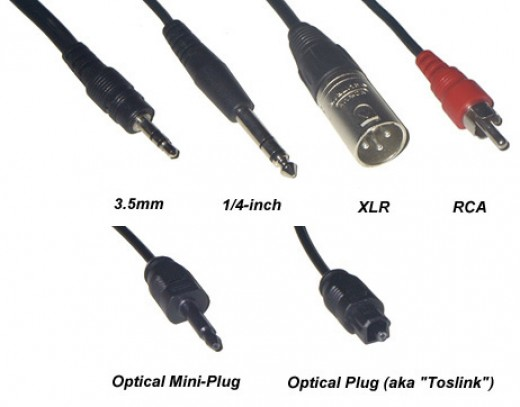 3.5mm
1/4-inch
XLR
RCA
Optical Mini-Plug
Optical Plug (aka "Toslink")